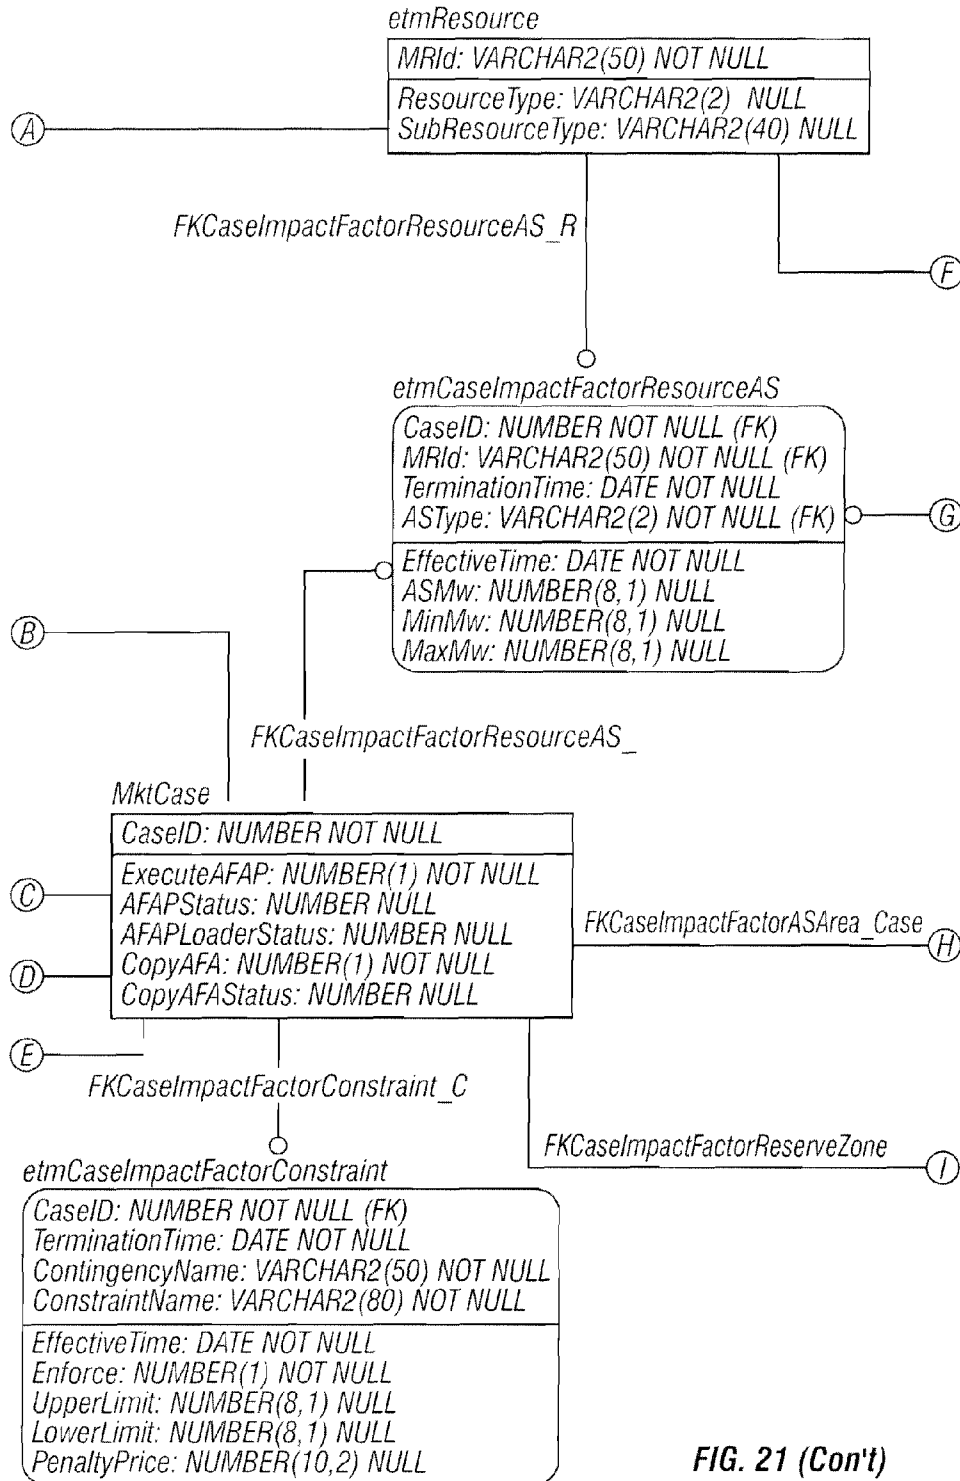 etmResource
MRId: VARCHAR2(50) NOT NULL
ResourceType: VARCHAR2(2) NULL
SubResourceType: VARCHAR2(40) NULL
A
FKCaseImpactFactorResourceAS_R
F
etmCaseImpactFactorResourceAS
CaseID: NUMBER NOT NULL (FK)
MRId: VARCHAR2(50) NOT NULL (FK)
TerminationTime: DATE NOT NULL
ASType: VARCHAR2(2) NOT NULL (FK)
G
EffectiveTime: DATE NOT NULL
ASMw: NUMBER(8,1) NULL
MinMw: NUMBER(8,1) NULL
MaxMw: NUMBER(8,1) NULL
B
FKCaseImpactFactorResourceAS_
MktCase
CaseID: NUMBER NOT NULL
ExecuteAFAP: NUMBER(1) NOT NULL
AFAPStatus: NUMBER NULL
AFAPLoaderStatus: NUMBER NULL
CopyAFA: NUMBER(1) NOT NULL
CopyAFAStatus: NUMBER NULL
C
FKCaseImpactFactorASArea_Case
H
D
E
FKCaseImpactFactorConstraint_C
FKCaseImpactFactorReserveZone
I
etmCaseImpactFactorConstraint
CaseID: NUMBER NOT NULL (FK)
TerminationTime: DATE NOT NULL
ContingencyName: VARCHAR2(50) NOT NULL
ConstraintName: VARCHAR2(80) NOT NULL
EffectiveTime: DATE NOT NULL
Enforce: NUMBER(1) NOT NULL
UpperLimit: NUMBER(8,1) NULL
LowerLimit: NUMBER(8,1) NULL
PenaltyPrice: NUMBER(10,2) NULL
FIG. 21 (Con't)